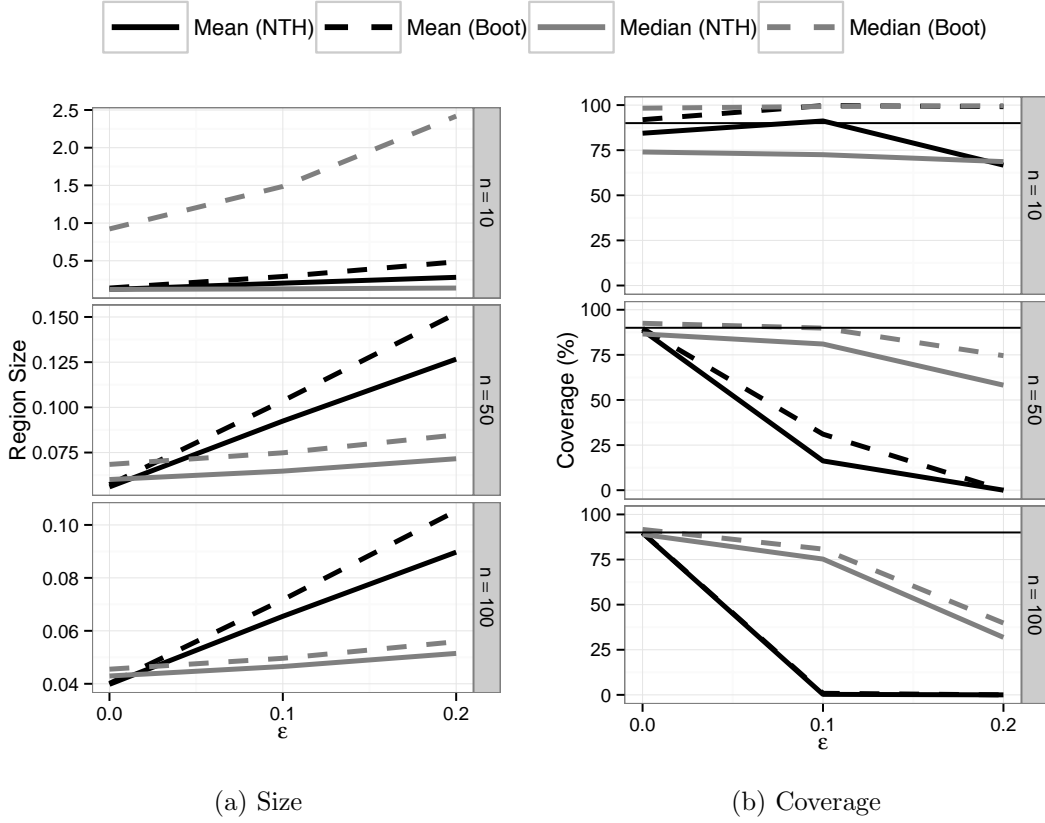 Mean (NTH) Mean (Boot) Median (NTH) Median (Boot)
Region Size
2.5
2.0
1.5
1.0
0.5
n = 10
0.150
0.125
0.100
0.075
n = 50
0.10
0.08
0.06
0.04
n = 100
0.0 0.1 0.2
ε
(a) Size
Coverage (%)
100
75
50
25
0
n = 10
100
75
50
25
0
n = 50
100
75
50
25
0
n = 100
0.0 0.1 0.2
ε
(b) Coverage